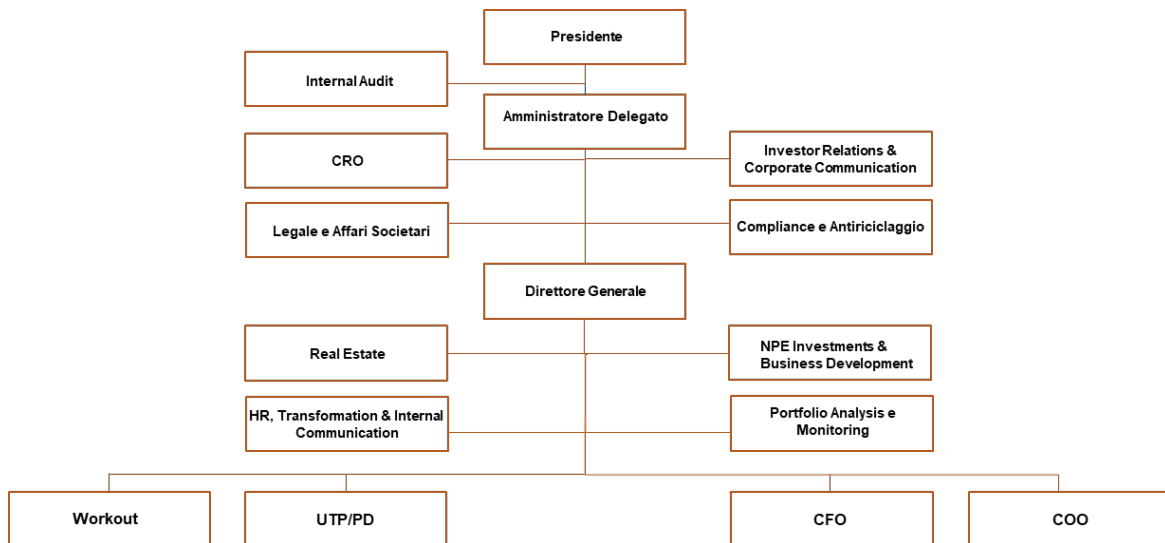 Presidente
Internal Audit
Amministratore Delegato
CRO
Investor Relations &
Corporate Communication
Legale e Affari Societari
Compliance e Antiriciclaggio
Direttore Generale
Real Estate
NPE Investments &
Business Development
HR, Transformation & Internal
Communication
Portfolio Analysis e
Monitoring
Workout
UTP/PD
CFO
COO